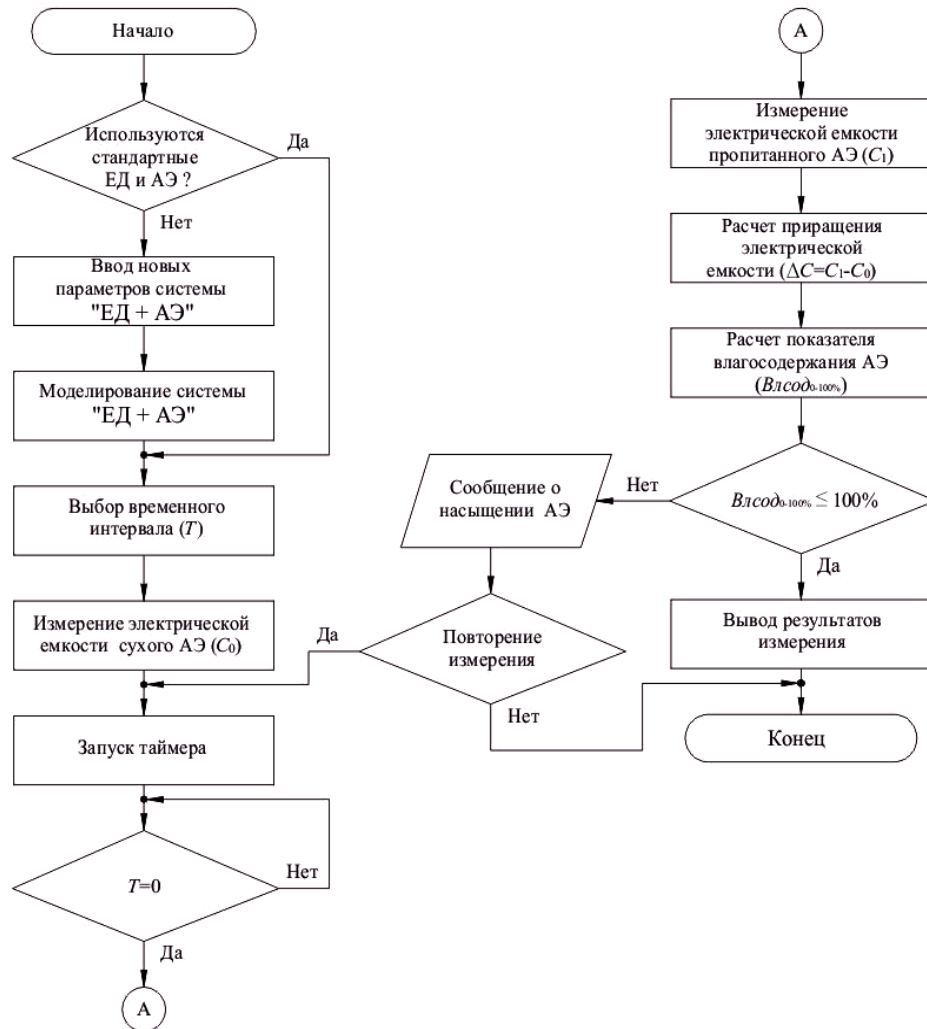 Начало
Используются
стандартные
ЕД и АЭ ?
Да
Нет
Ввод новых
параметров системы
"ЕД + АЭ"
Моделирование системы
"ЕД + АЭ"
Выбор временного
интервала (T)
Измерение электрической
емкости сухого АЭ (C₀)
Запуск таймера
T=0
Нет
Да
А
А
Измерение
электрической емкости
пропитанного АЭ (C₁)
Расчет приращения
электрической
емкости (ΔC=C₁-C₀)
Расчет показателя
влагосодержания АЭ
(Влсод₀₋₁₀₀%)
Влсод₀₋₁₀₀% ≤ 100%
Нет
Да
Сообщение о
насыщении АЭ
Повторение
измерения
Да
Нет
Вывод результатов
измерения
Конец